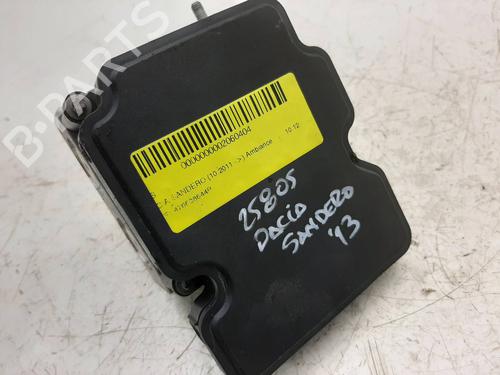 B-PARTS
0000000002060404
SANDERO (10.2011->) Ambiance 10.12
25805
DACIA
SANDERO
'13